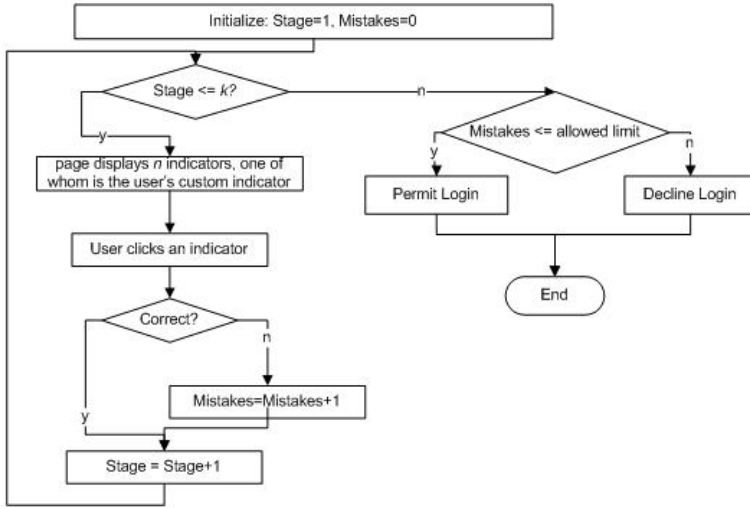 Initialize: Stage=1, Mistakes=0
Stage <= k?
n
y
Mistakes <= allowed limit
y
n
page displays n indicators, one of
whom is the user's custom indicator
Permit Login
Decline Login
User clicks an indicator
End
Correct?
n
y
Mistakes=Mistakes+1
Stage = Stage+1